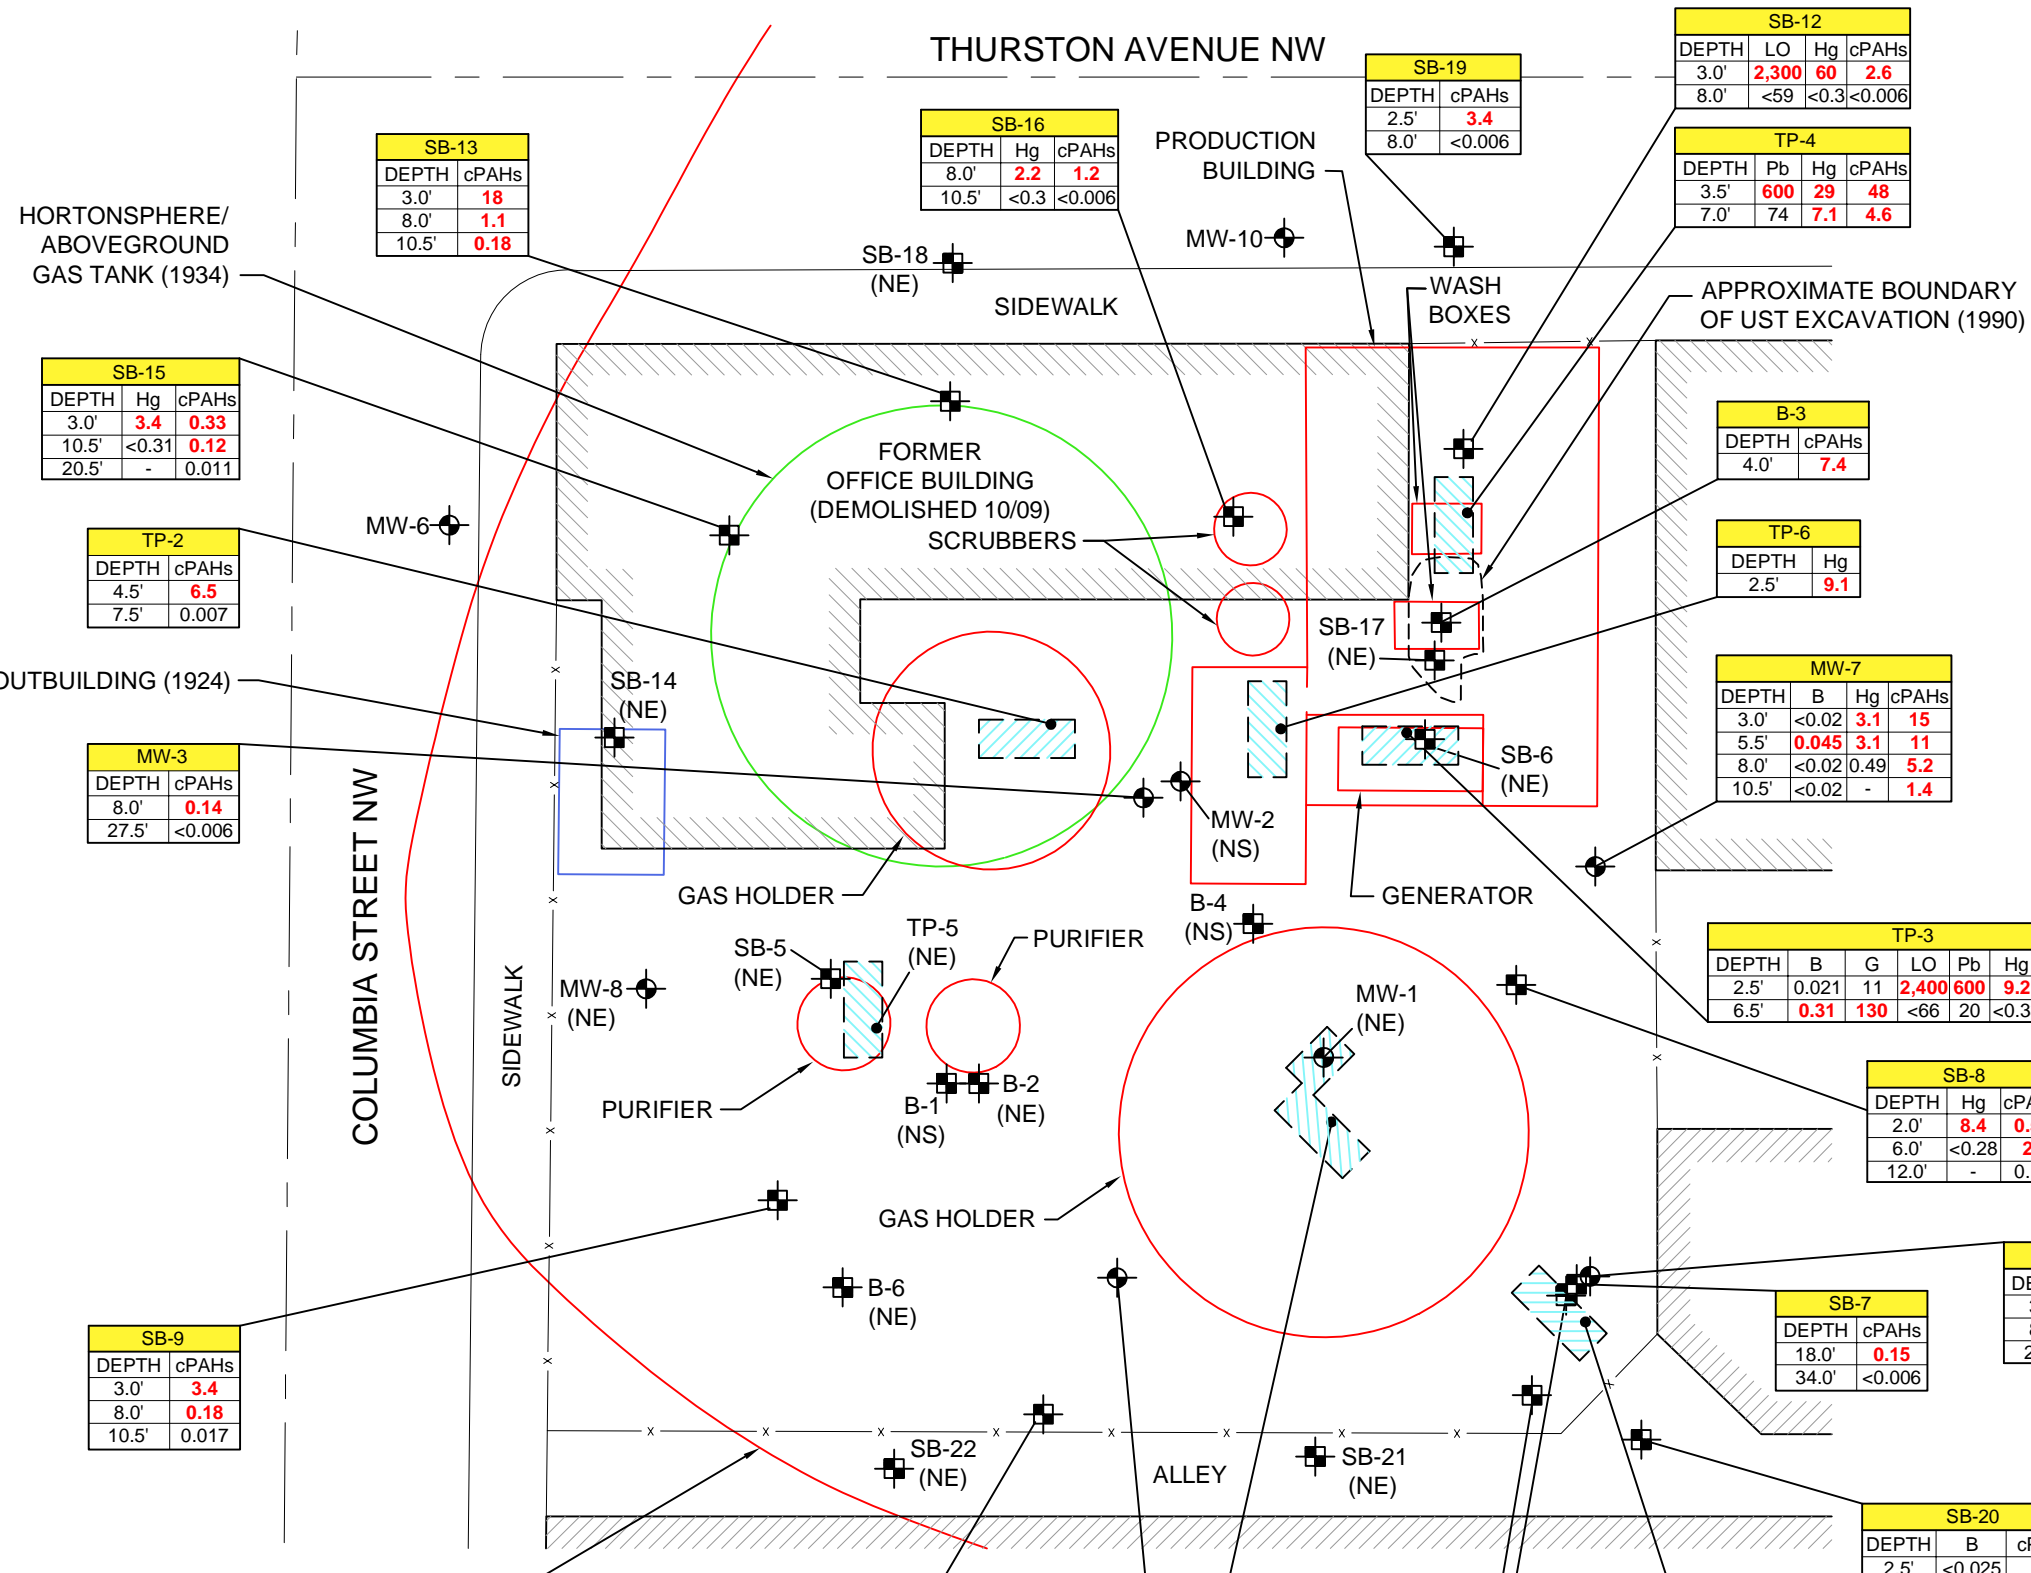 THURSTON AVENUE NW
SB-12
DEPTH LO Hg cPAHs
3.0' 2,300 60 2.6
8.0' <59 <0.3 <0.006
SB-19
DEPTH cPAHs
2.5' 3.4
8.0' <0.006
SB-16
DEPTH Hg cPAHs
8.0' 2.2 1.2
10.5' <0.3 <0.006
PRODUCTION
BUILDING
TP-4
DEPTH Pb Hg cPAHs
3.5' 600 29 48
7.0' 74 7.1 4.6
SB-13
DEPTH cPAHs
3.0' 18
8.0' 1.1
10.5' 0.18
HORTONSPHERE/
ABOVEGROUND
GAS TANK (1934)
SB-18
(NE)
MW-10
SIDEWALK
WASH
BOXES
APPROXIMATE BOUNDARY
OF UST EXCAVATION (1990)
SB-15
DEPTH Hg cPAHs
3.0' 3.4 0.33
10.5' <0.31 0.12
20.5' - 0.011
FORMER
OFFICE BUILDING
(DEMOLISHED 10/09)
SCRUBBERS
B-3
DEPTH cPAHs
4.0' 7.4
MW-6
TP-2
DEPTH cPAHs
4.5' 6.5
7.5' 0.007
TP-6
DEPTH Hg
2.5' 9.1
SB-17
(NE)
OUTBUILDING (1924)
SB-14
(NE)
MW-7
DEPTH B Hg cPAHs
3.0' <0.02 3.1 15
5.5' 0.045 3.1 11
8.0' <0.02 0.49 5.2
10.5' <0.02 - 1.4
MW-3
DEPTH cPAHs
8.0' 0.14
27.5' <0.006
SB-6
(NE)
MW-2
(NS)
COLUMBIA STREET NW
GAS HOLDER
GENERATOR
B-4
(NS)
TP-5
(NE)
PURIFIER
SB-5
(NE)
TP-3
DEPTH B G LO Pb Hg
2.5' 0.021 11 2,400 600 9.2
6.5' 0.31 130 <66 20 <0.3
MW-8
(NE)
SIDEWALK
MW-1
(NE)
PURIFIER
B-1
(NS)
B-2
(NE)
SB-8
DEPTH Hg
2.0' 8.4
6.0' <0.28
12.0' -
GAS HOLDER
B-6
(NE)
SB-7
DEPTH cPAHs
18.0' 0.15
34.0' <0.006
SB-9
DEPTH cPAHs
3.0' 3.4
8.0' 0.18
10.5' 0.017
SB-22
(NE)
ALLEY
SB-21
(NE)
SB-20
DEPTH B
2.5' <0.025